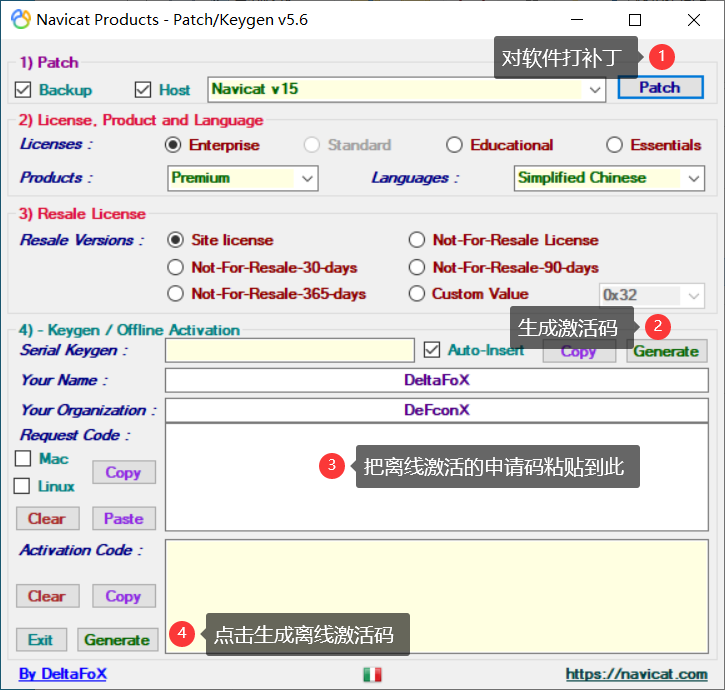 Navicat Products - Patch/Keygen v5.6
对软件打补丁 1
1) Patch
Backup Host Navicat v15 Patch
2) License, Product and Language
Licenses : Enterprise Standard Educational Essentials
Products : Premium Languages : Simplified Chinese
3) Resale License
Resale Versions : Site license Not-For-Resale License
Not-For-Resale-30-days Not-For-Resale-90-days
Not-For-Resale-365-days Custom Value 0x32
生成激活码 2
4) - Keygen / Offline Activation
Serial Keygen : Auto-Insert Copy Generate
Your Name : DeltaFoX
Your Organization : DeFconX
Request Code :
Mac
Copy
Linux
3 把离线激活的申请码粘贴到此
Clear Paste
Activation Code :
Clear Copy
Exit Generate
4 点击生成离线激活码
By DeltaFoX https://navicat.com